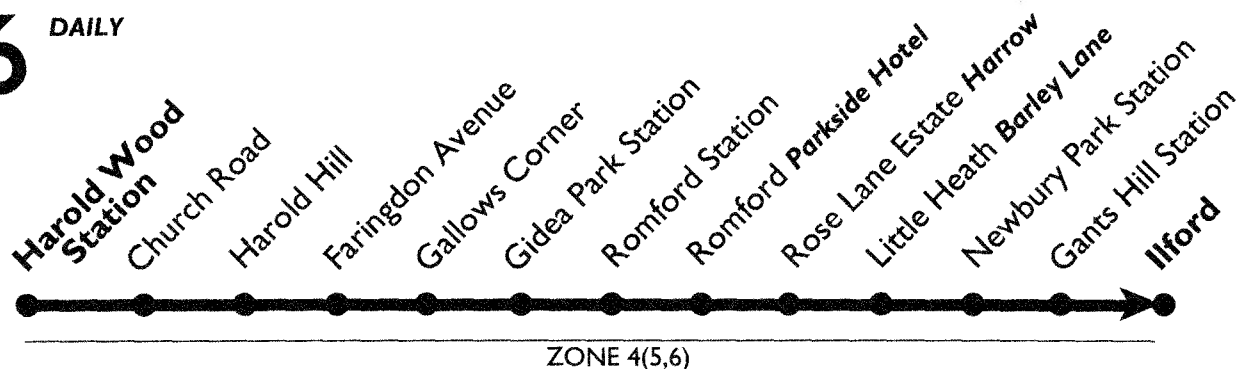 DAILY
Harold Wood
Station
Church Road
Harold Hill
Faringdon Avenue
Gallows Corner
Gidea Park Station
Romford Station
Romford Parkside Hotel
Rose Lane Estate Harrow
Little Heath Barley Lane
Newbury Park Station
Gants Hill Station
Ilford
ZONE 4(5,6)